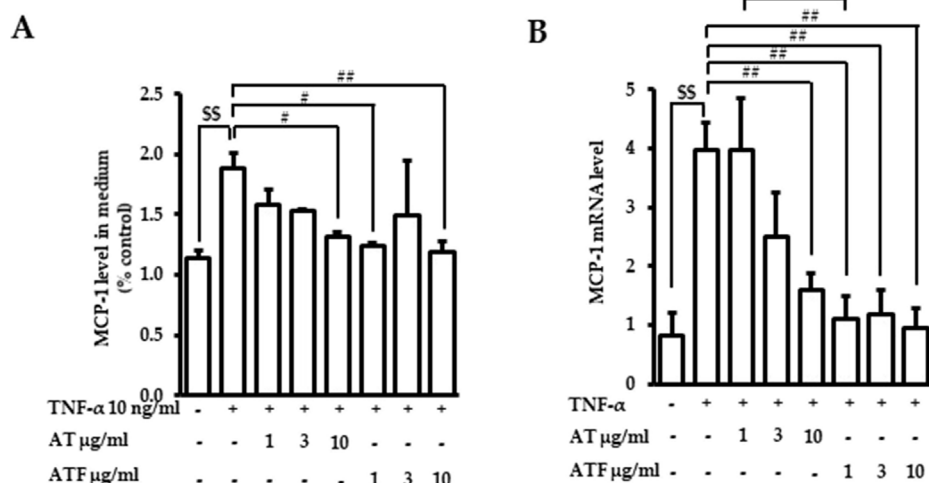 A
MCP-1 level in medium
(% control)
2.5
2.0
1.5
1.0
0.5
0.0
##
#
#
$$
TNF-α 10 ng/ml - + + + + + + +
AT µg/ml - - 1 3 10 - - -
ATF µg/ml - - - - - 1 3 10
B
MCP-1 mRNA level
5
4
3
2
1
0
##
##
##
##
$$
TNF-α - + + + + + + +
AT µg/ml - - 1 3 10 - - -
ATF µg/ml - - - - - 1 3 10